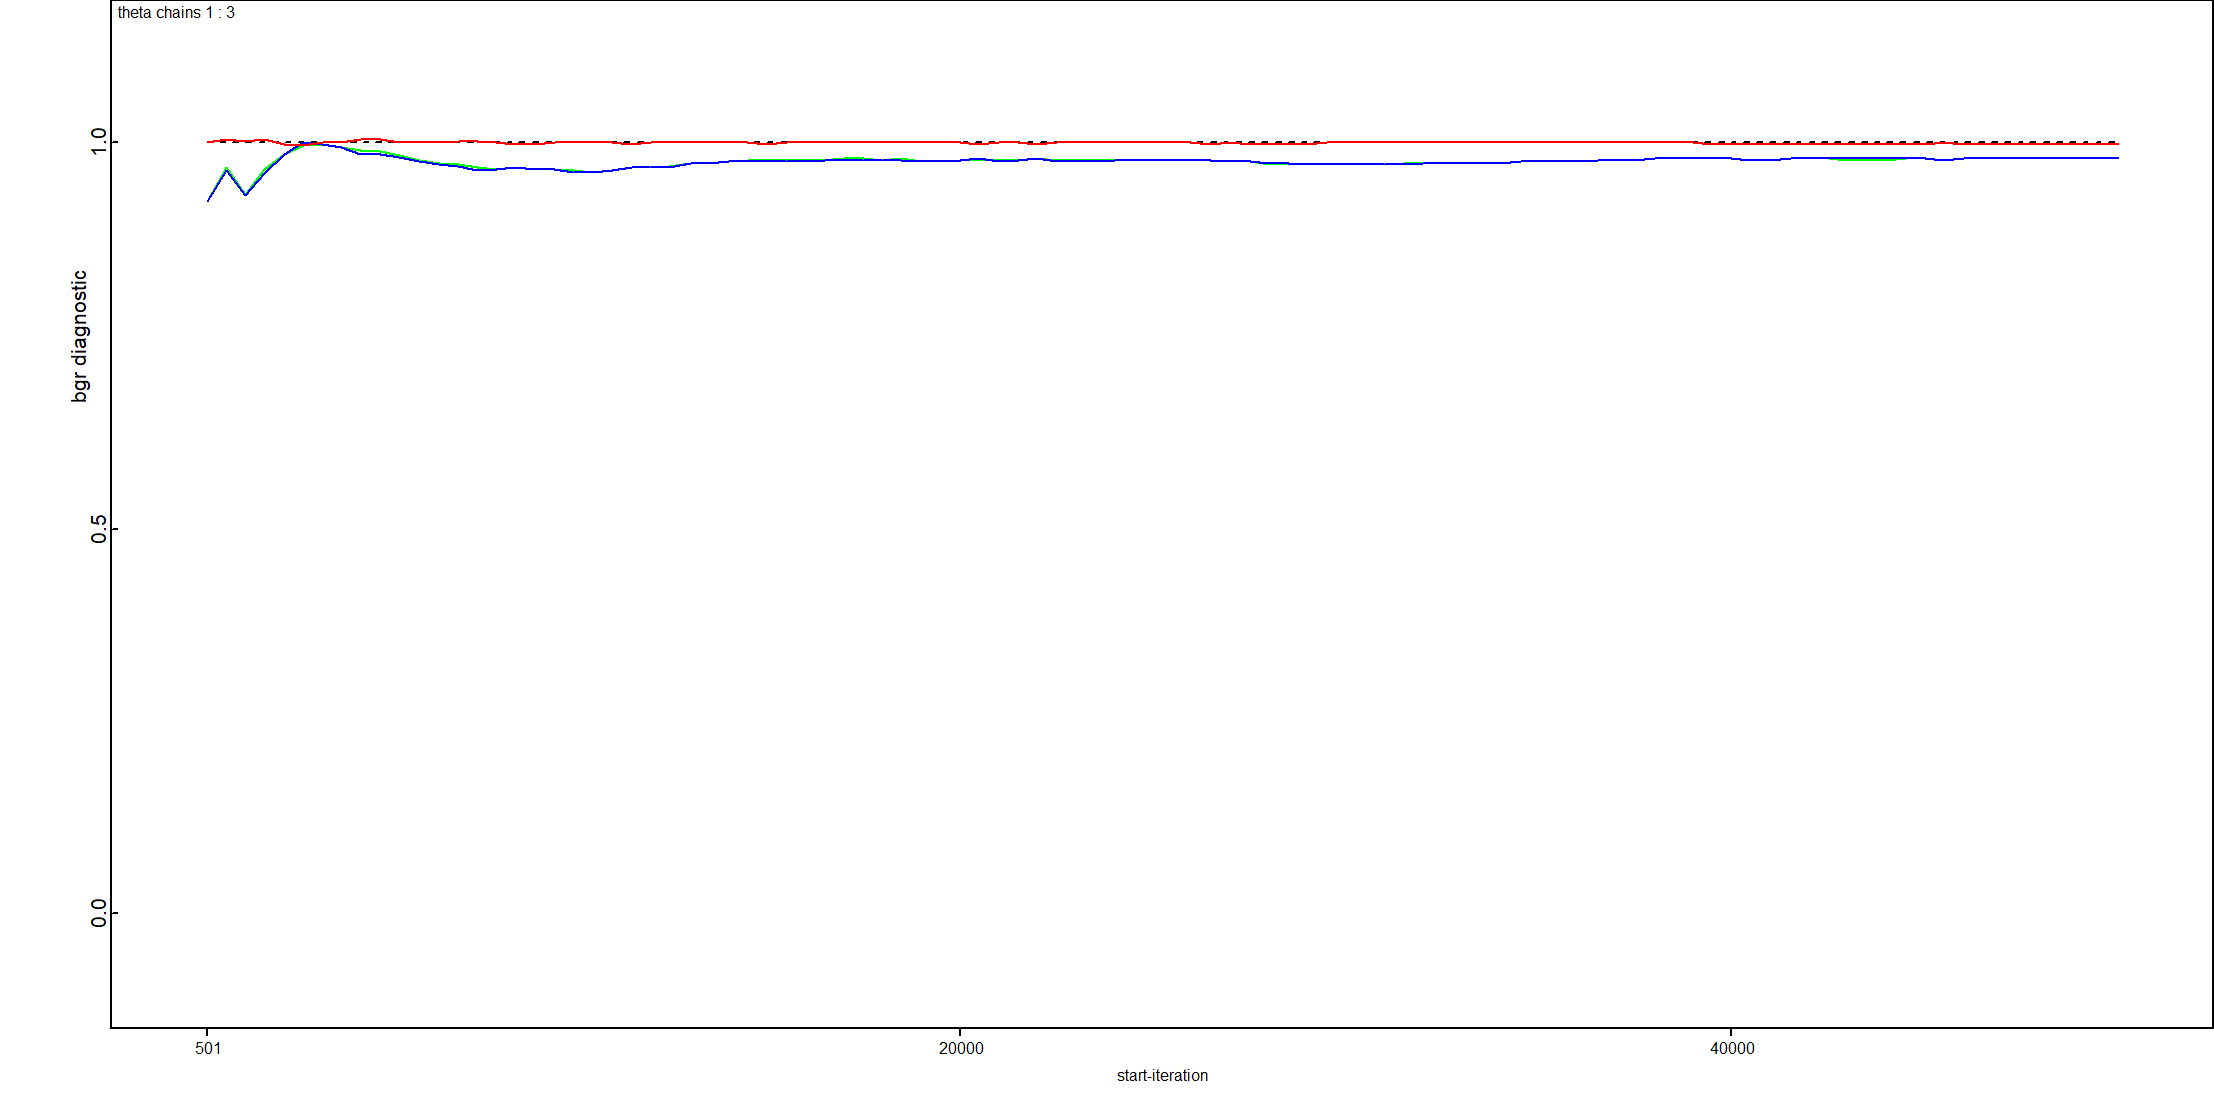 theta chains 1 : 3
1.0
bgr diagnostic
0.5
0.0
501
20000
40000
start-iteration